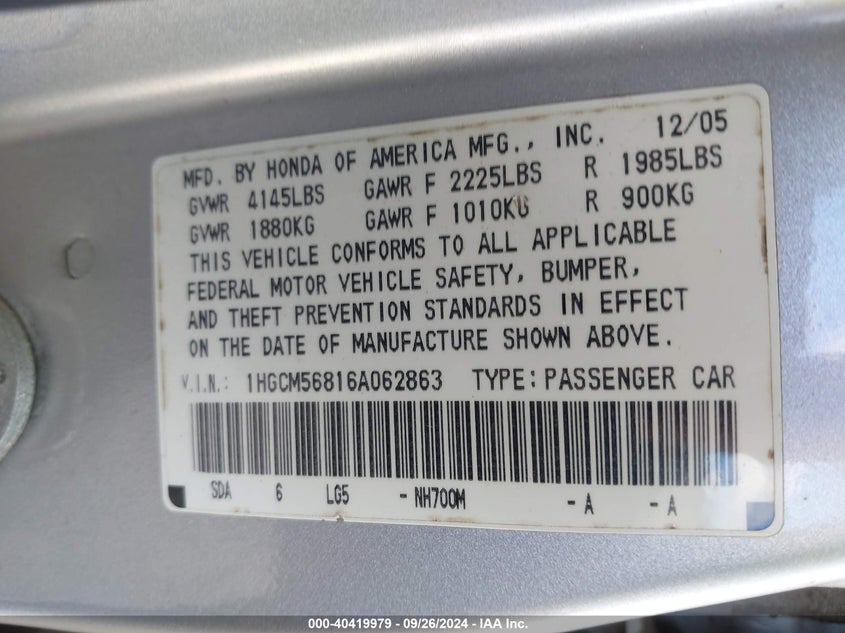 MFD. BY HONDA OF AMERICA MFG., INC. 12/05
GVWR 4145LBS GAWR F 2225LBS R 1985LBS
GVWR 1880KG GAWR F 1010KG R 900KG
THIS VEHICLE CONFORMS TO ALL APPLICABLE
FEDERAL MOTOR VEHICLE SAFETY, BUMPER,
AND THEFT PREVENTION STANDARDS IN EFFECT
ON THE DATE OF MANUFACTURE SHOWN ABOVE.
V.I.N.: 1HGCM56816A062863 TYPE: PASSENGER CAR
SDA 6 LG5 - NH700M - A - A
000-40419979 - 09/26/2024 - IAA Inc.